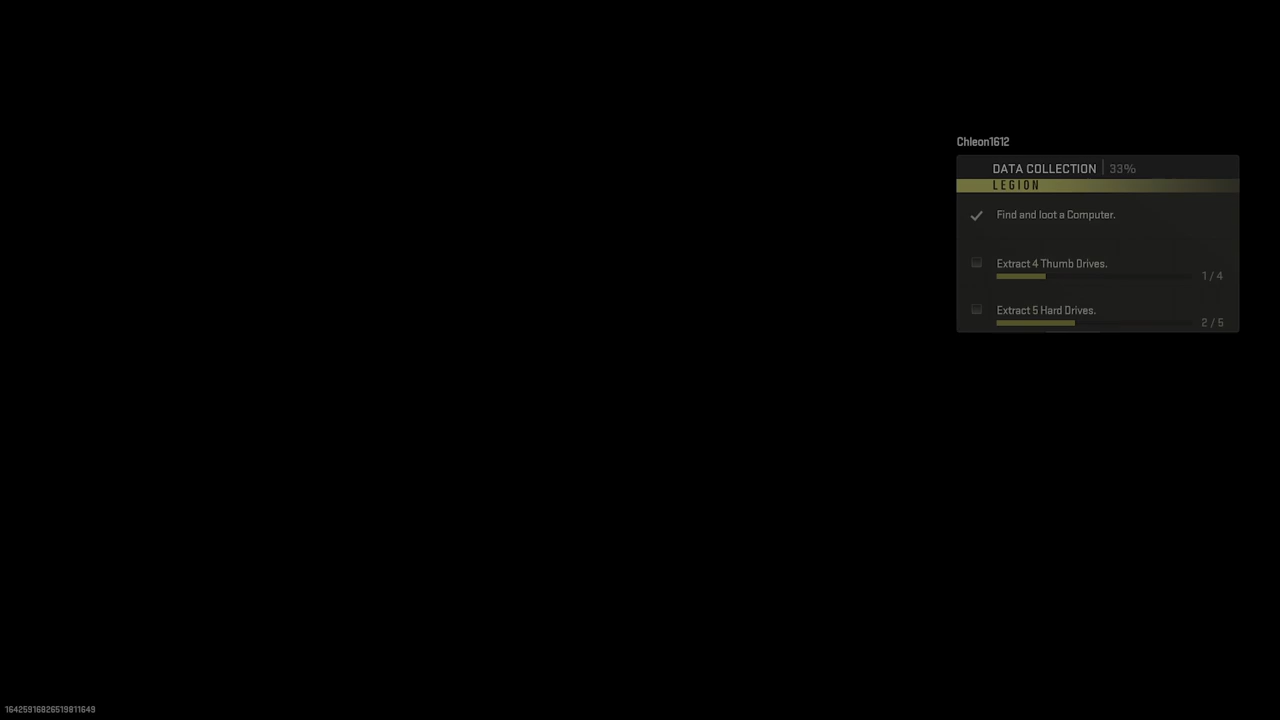 Chleon1612
DATA COLLECTION | 33%
LEGION
Find and loot a Computer.
Extract 4 Thumb Drives.
1 / 4
Extract 5 Hard Drives.
2 / 5
16425916826519811649